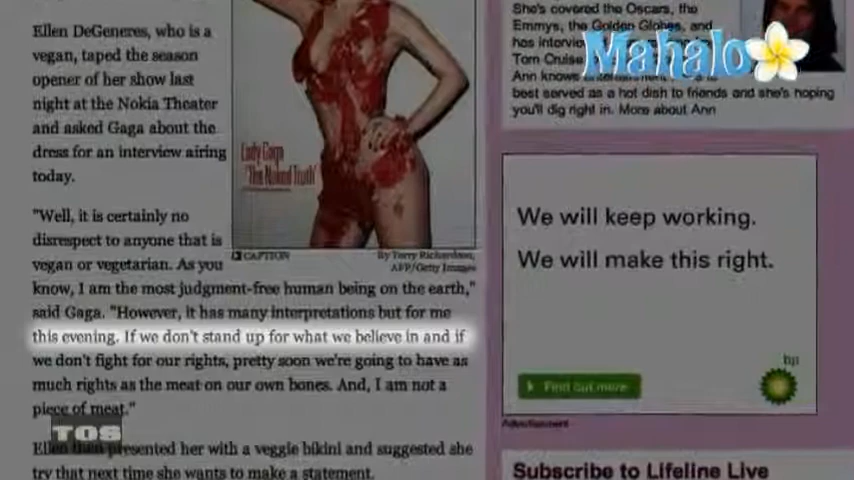 Ellen DeGeneres, who is a
vegan, taped the season
opener of her show last
night at the Nokia Theater
and asked Gaga about the
dress for an interview airing
today.
Lady Gaga
'The Naked Truth'
CAPTION
By Terry Richardson,
AFP/Getty Images
"Well, it is certainly no
disrespect to anyone that is
vegan or vegetarian. As you
know, I am the most judgment-free human being on the earth,"
said Gaga. "However, it has many interpretations but for me
this evening. If we don't stand up for what we believe in and if
we don't fight for our rights, pretty soon we're going to have as
much rights as the meat on our own bones. And, I am not a
piece of meat."
TOS
Ellen then presented her with a veggie bikini and suggested she
try that next time she wants to make a statement.
She's covered the Oscars, the
Emmys, the Golden Globes, and
has
Tom Cruise
Ann knows
best served as a hot dish to friends and she's hoping
you'll dig right in. More about Ann
Mahalo
We will keep working.
We will make this right.
bp
Find out more
Advertisement
Subscribe to Lifeline Live